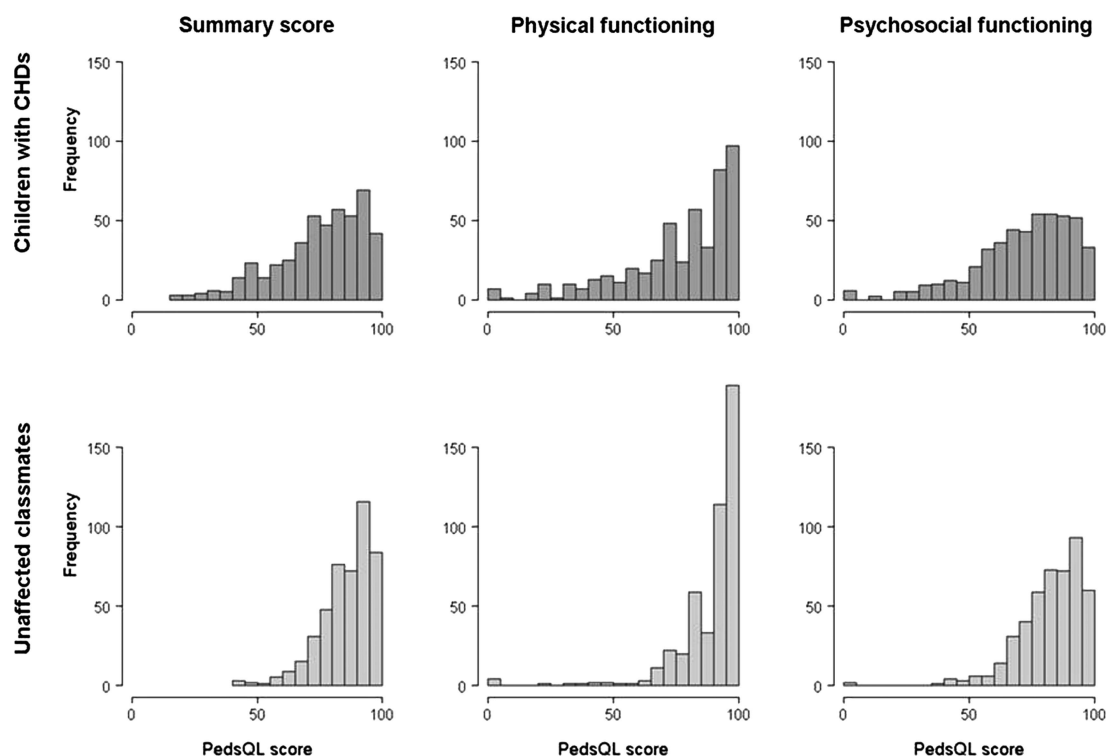 Summary score
Physical functioning
Psychosocial functioning
Children with CHDs
Frequency
150
100
50
0
0 50 100
150
100
50
0
0 50 100
150
100
50
0
0 50 100
Unaffected classmates
Frequency
150
100
50
0
0 50 100
PedsQL score
150
100
50
0
0 50 100
PedsQL score
150
100
50
0
0 50 100
PedsQL score